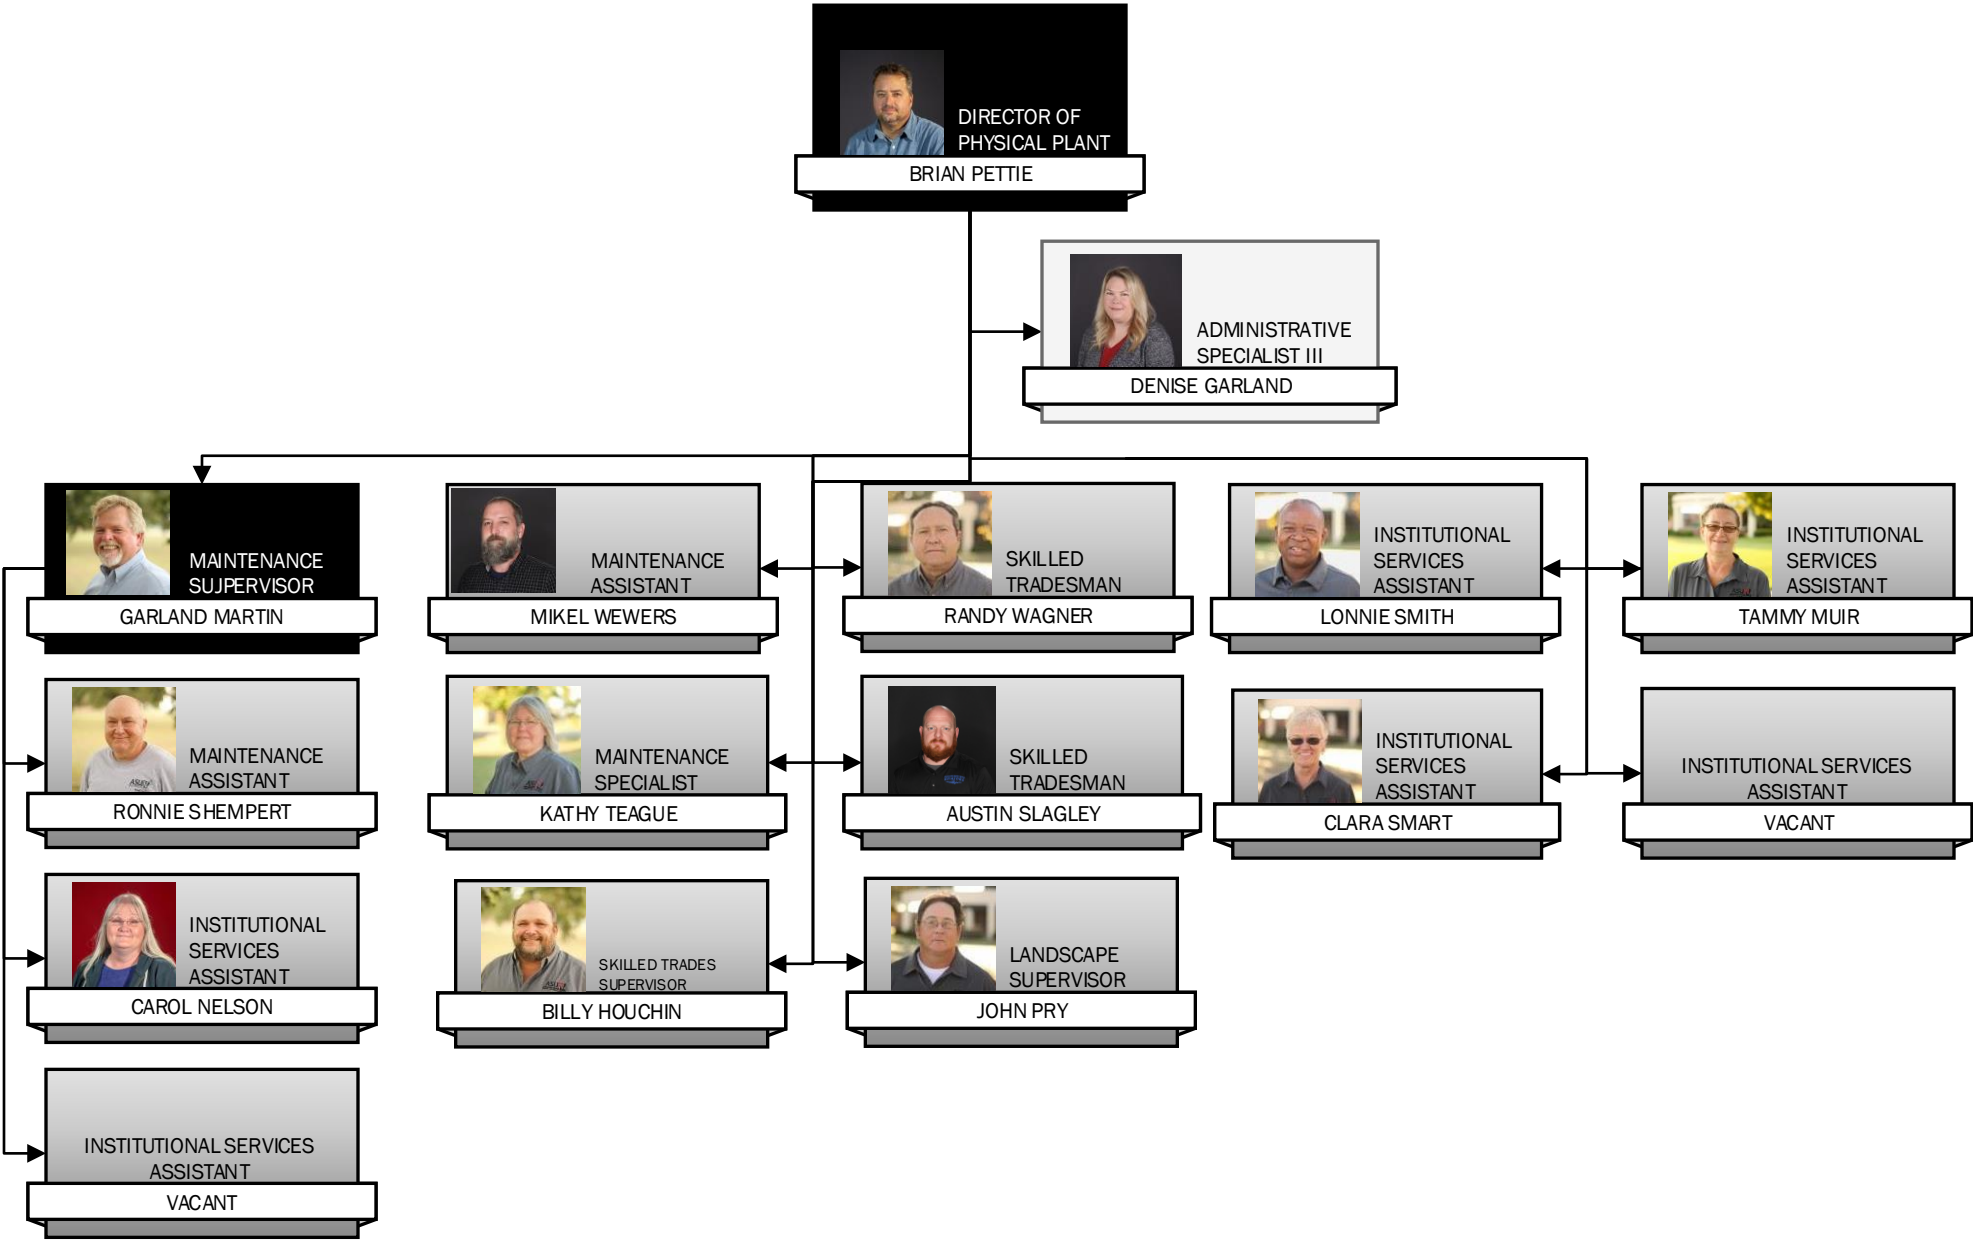 DIRECTOR OF
PHYSICAL PLANT
BRIAN PETTIE
ADMINISTRATIVE
SPECIALIST III
DENISE GARLAND
MAINTENANCE
SUJPERVISOR
GARLAND MARTIN
MAINTENANCE
ASSISTANT
MIKEL WEWERS
SKILLED
TRADESMAN
RANDY WAGNER
INSTITUTIONAL
SERVICES
ASSISTANT
LONNIE SMITH
INSTITUTIONAL
SERVICES
ASSISTANT
TAMMY MUIR
MAINTENANCE
ASSISTANT
RONNIE SHEMPERT
MAINTENANCE
SPECIALIST
KATHY TEAGUE
SKILLED
TRADESMAN
AUSTIN SLAGLEY
INSTITUTIONAL
SERVICES
ASSISTANT
CLARA SMART
INSTITUTIONAL SERVICES
ASSISTANT
VACANT
INSTITUTIONAL
SERVICES
ASSISTANT
CAROL NELSON
SKILLED TRADES
SUPERVISOR
BILLY HOUCHIN
LANDSCAPE
SUPERVISOR
JOHN PRY
INSTITUTIONAL SERVICES
ASSISTANT
VACANT